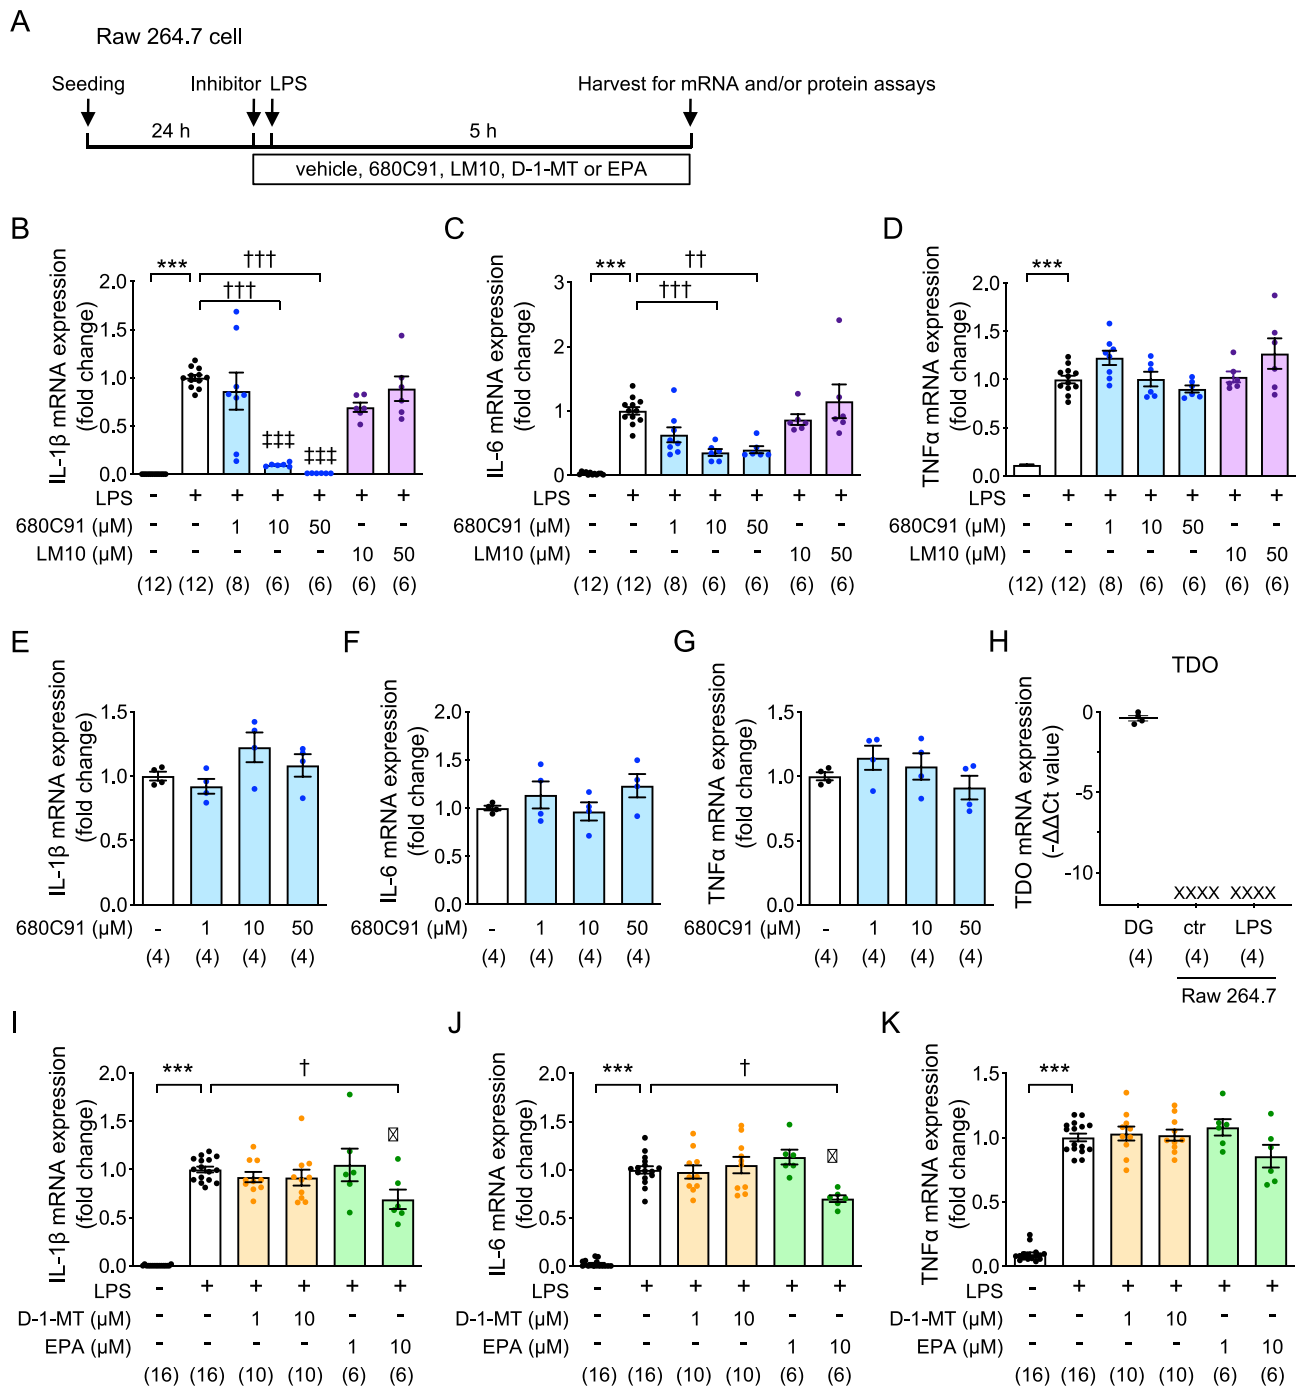 A
Raw 264.7 cell
Seeding Inhibitor LPS Harvest for mRNA and/or protein assays
24 h 5 h
vehicle, 680C91, LM10, D-1-MT or EPA
B
IL-1β mRNA expression
(fold change)
2.0
1.5
1.0
0.5
0.0
*** ††† †††
‡‡‡ ‡‡‡
LPS - + + + + + +
680C91 (µM) - - 1 10 50 - -
LM10 (µM) - - - - - 10 50
(12) (12) (8) (6) (6) (6) (6)
C
IL-6 mRNA expression
(fold change)
3
2
1
0
*** †† †††
LPS - + + + + + +
680C91 (µM) - - 1 10 50 - -
LM10 (µM) - - - - - 10 50
(12) (12) (8) (6) (6) (6) (6)
D
TNFα mRNA expression
(fold change)
2.0
1.5
1.0
0.5
0.0
***
LPS - + + + + + +
680C91 (µM) - - 1 10 50 - -
LM10 (µM) - - - - - 10 50
(12) (12) (8) (6) (6) (6) (6)
E
IL-1β mRNA expression
(fold change)
1.5
1.0
0.5
0.0
680C91 (µM) - 1 10 50
(4) (4) (4) (4)
F
IL-6 mRNA expression
(fold change)
2.0
1.5
1.0
0.5
0.0
680C91 (µM) - 1 10 50
(4) (4) (4) (4)
G
TNFα mRNA expression
(fold change)
1.5
1.0
0.5
0.0
680C91 (µM) - 1 10 50
(4) (4) (4) (4)
H
TDO
TDO mRNA expression
(-ΔΔCt value)
0
-5
-10
XXXX XXXX
DG ctr LPS
(4) (4) (4)
Raw 264.7
I
IL-1β mRNA expression
(fold change)
2.0
1.5
1.0
0.5
0.0
*** †
☒
LPS - + + + + +
D-1-MT (µM) - - 1 10 - -
EPA (µM) - - - - 1 10
(16) (16) (10) (10) (6) (6)
J
IL-6 mRNA expression
(fold change)
2.0
1.5
1.0
0.5
0.0
*** †
☒
LPS - + + + + +
D-1-MT (µM) - - 1 10 - -
EPA (µM) - - - - 1 10
(16) (16) (10) (10) (6) (6)
K
TNFα mRNA expression
(fold change)
1.5
1.0
0.5
0.0
***
LPS - + + + + +
D-1-MT (µM) - - 1 10 - -
EPA (µM) - - - - 1 10
(16) (16) (10) (10) (6) (6)